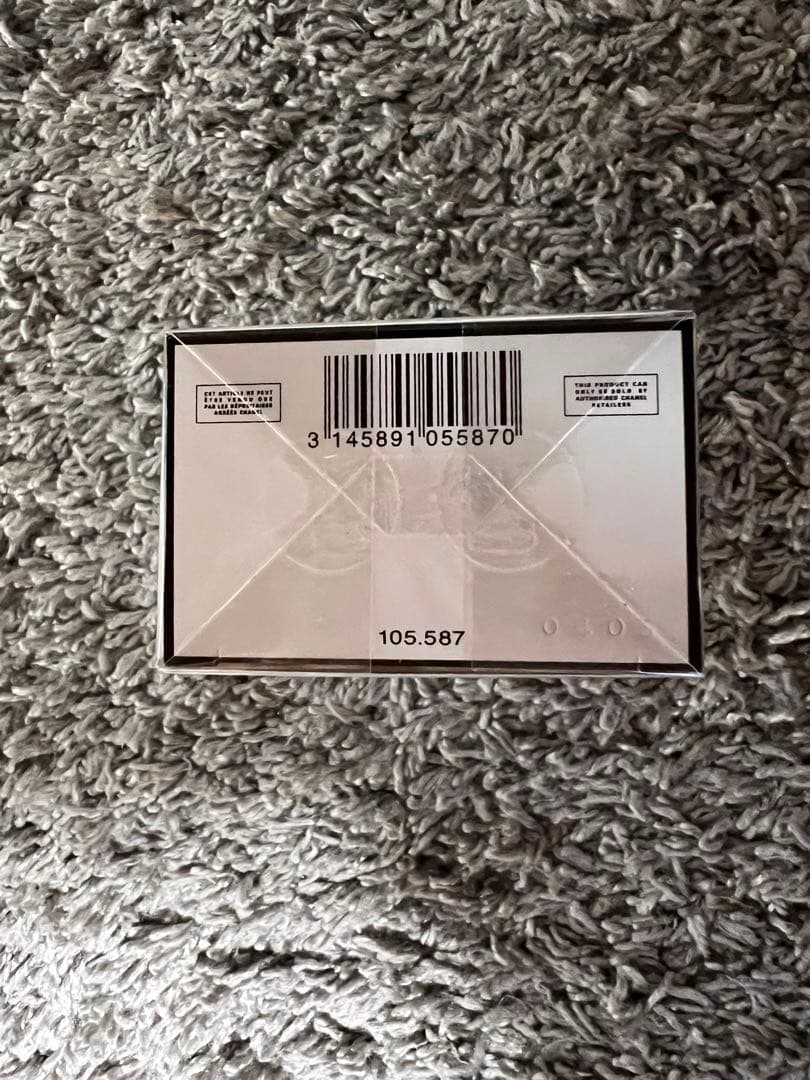 CET ARTICLE NE PEUT
ÊTRE VENDU QUE
PAR LES DÉPOSITAIRES
AGRÉÉS CHANEL
THIS PRODUCT CAN
ONLY BE SOLD BY
AUTHORISED CHANEL
RETAILERS
3 145891 055870
105.587